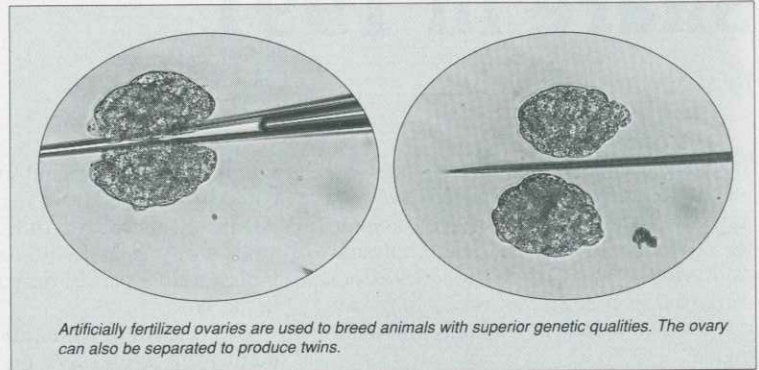 Artificially fertilized ovaries are used to breed animals with superior genetic qualities. The ovary
can also be separated to produce twins.